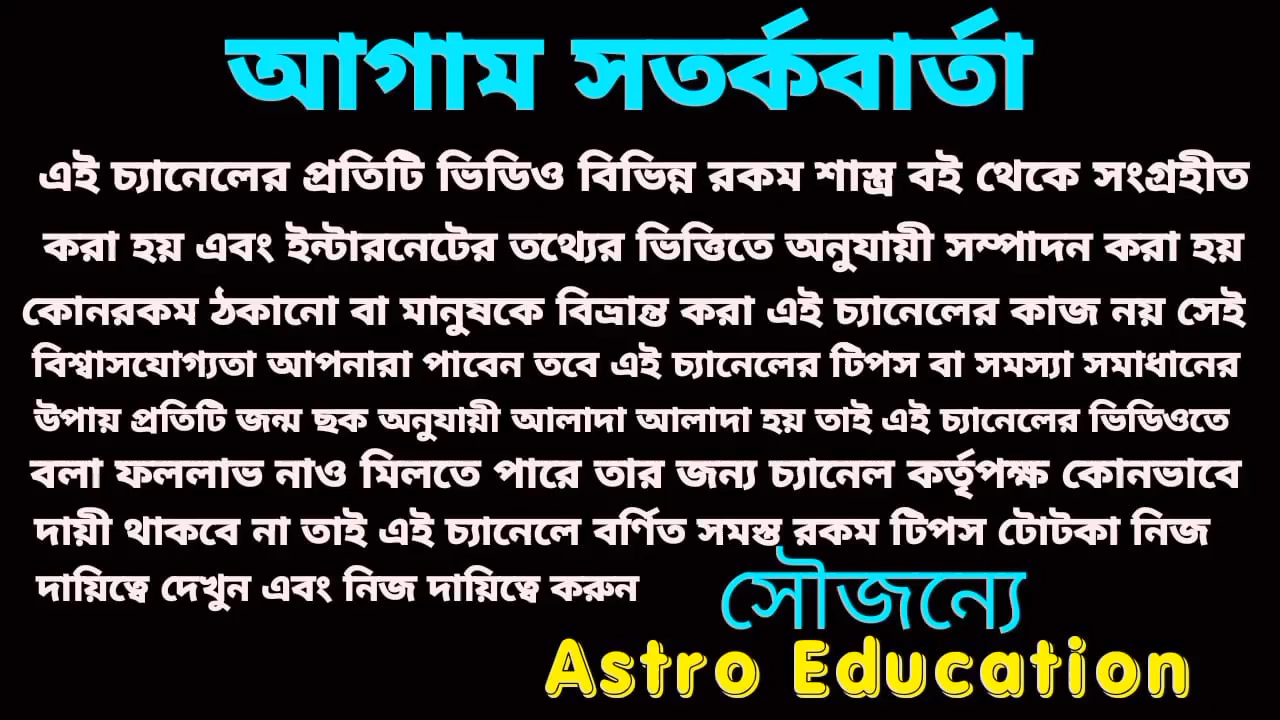 আগাম সতর্কবার্তা
এই চ্যানেলের প্রতিটি ভিডিও বিভিন্ন রকম শাস্ত্র বই থেকে সংগ্রহীত
করা হয় এবং ইন্টারনেটের তথ্যের ভিত্তিতে অনুযায়ী সম্পাদন করা হয়
কোনরকম ঠকানো বা মানুষকে বিভ্রান্ত করা এই চ্যানেলের কাজ নয় সেই
বিশ্বাসযোগ্যতা আপনারা পাবেন তবে এই চ্যানেলের টিপস বা সমস্যা সমাধানের
উপায় প্রতিটি জন্ম ছক অনুযায়ী আলাদা আলাদা হয় তাই এই চ্যানেলের ভিডিওতে
বলা ফললাভ নাও মিলতে পারে তার জন্য চ্যানেল কর্তৃপক্ষ কোনভাবে
দায়ী থাকবে না তাই এই চ্যানেলে বর্ণিত সমস্ত রকম টিপস টোটকা নিজ
দায়িত্বে দেখুন এবং নিজ দায়িত্বে করুন
সৌজন্যে
Astro Education